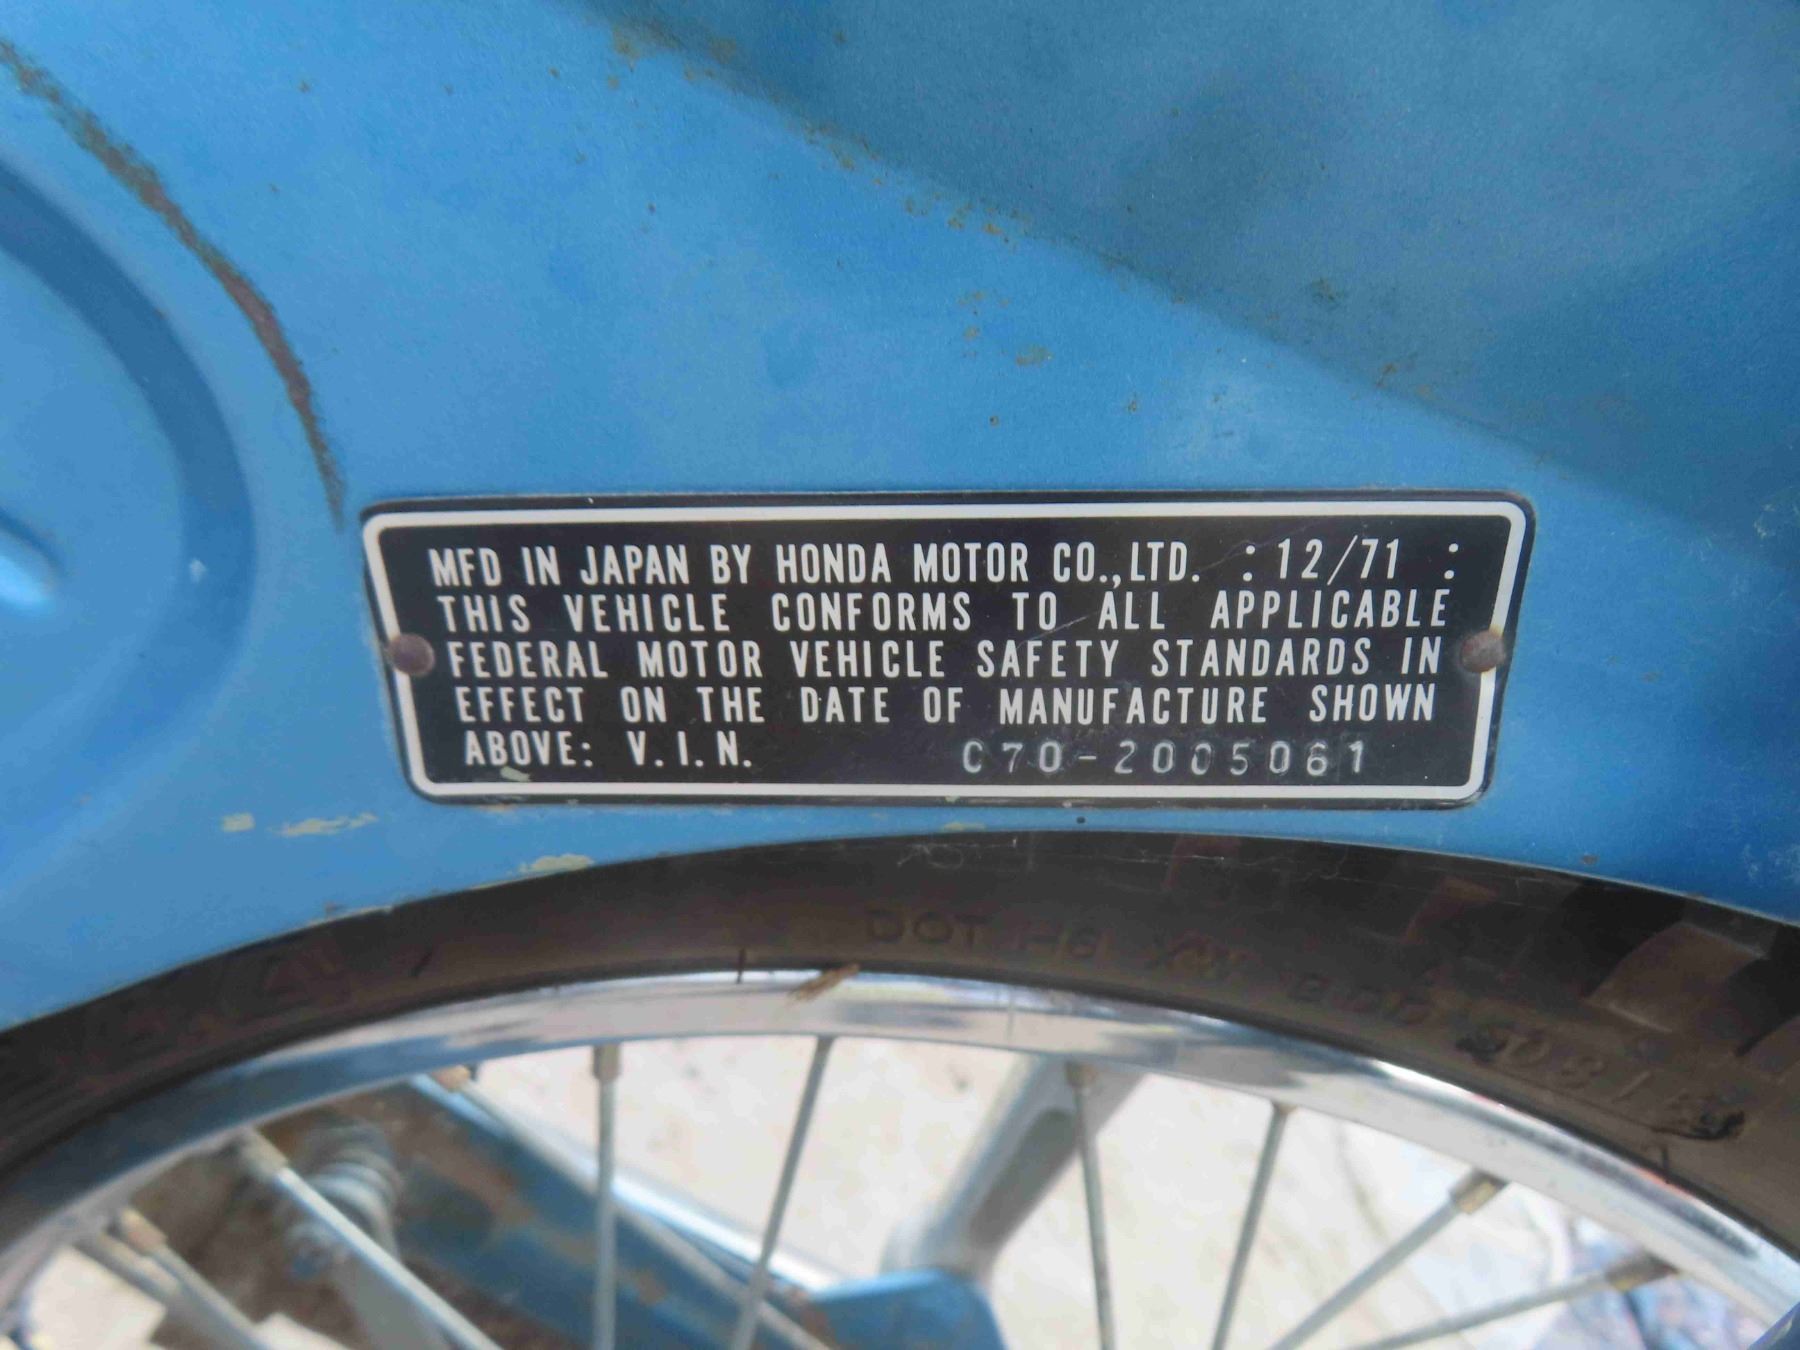 MFD IN JAPAN BY HONDA MOTOR CO.,LTD. : 12/71 :
THIS VEHICLE CONFORMS TO ALL APPLICABLE
FEDERAL MOTOR VEHICLE SAFETY STANDARDS IN
EFFECT ON THE DATE OF MANUFACTURE SHOWN
ABOVE: V.I.N. C70-2005061
DOT